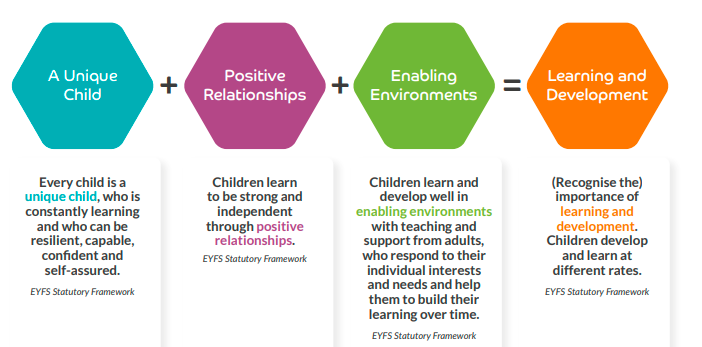 A Unique
Child
+
Positive
Relationships
+
Enabling
Environments
=
Learning and
Development
Every child is a
unique child, who is
constantly learning
and who can be
resilient, capable,
confident and
self-assured.
EYFS Statutory Framework
Children learn
to be strong and
independent
through positive
relationships.
EYFS Statutory Framework
Children learn and
develop well in
enabling environments
with teaching and
support from adults,
who respond to their
individual interests
and needs and help
them to build their
learning over time.
EYFS Statutory Framework
(Recognise the)
importance of
learning and
development.
Children develop
and learn at
different rates.
EYFS Statutory Framework